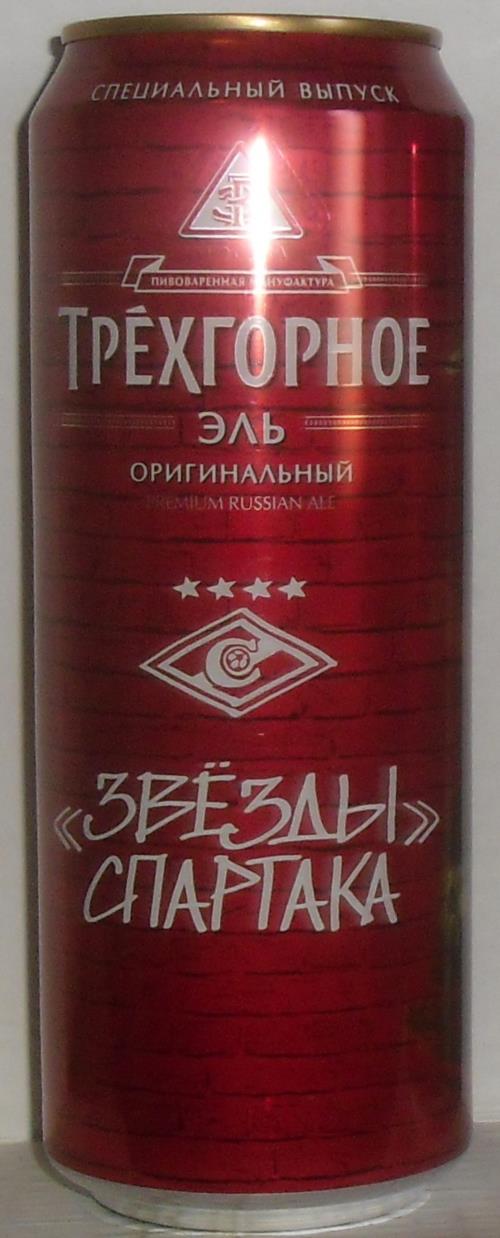 СПЕЦИАЛЬНЫЙ ВЫПУСК
ПИВОВАРЕННАЯ МАНУФАКТУРА
ТРЁХГОРНОЕ
ЭЛЬ
ОРИГИНАЛЬНЫЙ
PREMIUM RUSSIAN ALE
С
«ЗВЁЗДЫ»
СПАРТАКА